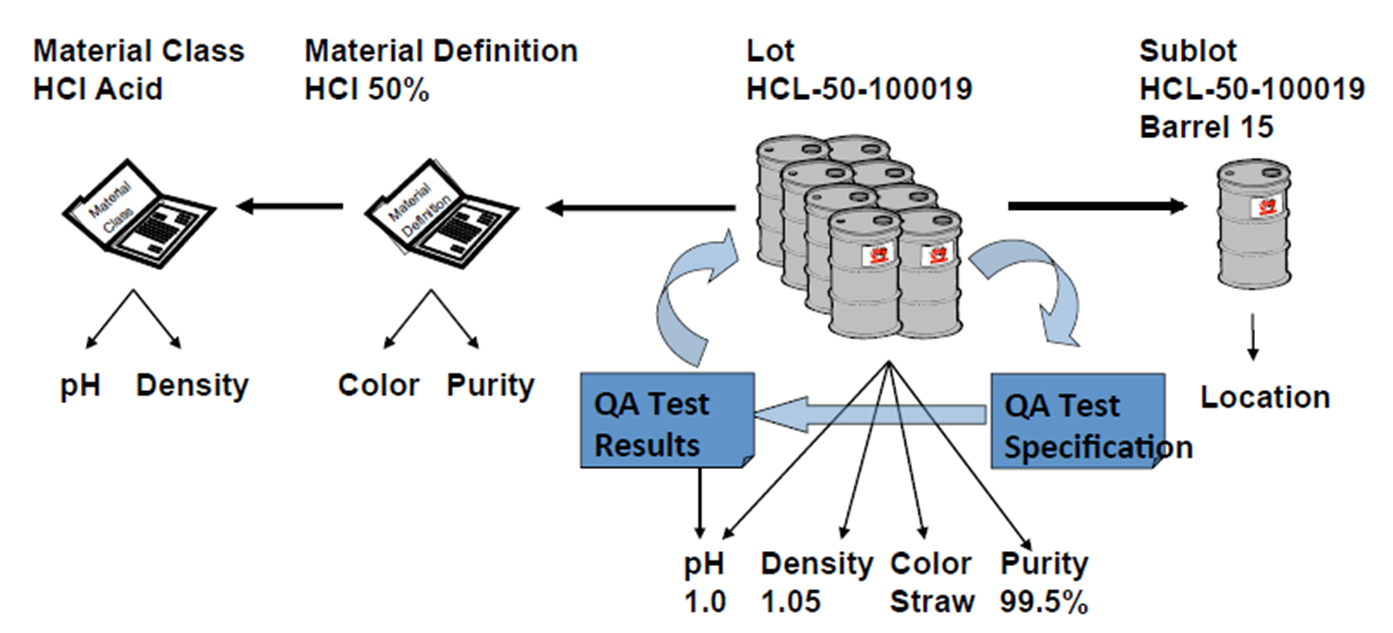 Material Class
HCl Acid
Material Definition
HCl 50%
Lot
HCL-50-100019
Sublot
HCL-50-100019
Barrel 15
Material
Class
Material
Definition
pH Density
Color Purity
QA Test
Results
QA Test
Specification
Location
pH Density Color Purity
1.0 1.05 Straw 99.5%